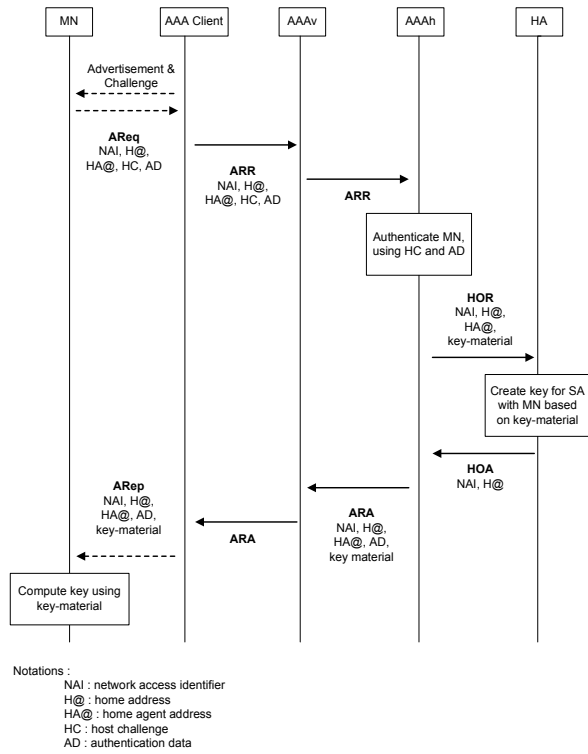 MN
AAA Client
AAAv
AAAh
HA
Advertisement &
Challenge
AReq
NAI, H@,
HA@, HC, AD
ARR
NAI, H@,
HA@, HC, AD
ARR
Authenticate MN,
using HC and AD
HOR
NAI, H@,
HA@,
key-material
Create key for SA
with MN based
on key-material
HOA
NAI, H@
ARep
NAI, H@,
HA@, AD,
key-material
ARA
ARA
NAI, H@,
HA@, AD,
key material
Compute key using
key-material
Notations :
NAI : network access identifier
H@ : home address
HA@ : home agent address
HC : host challenge
AD : authentication data